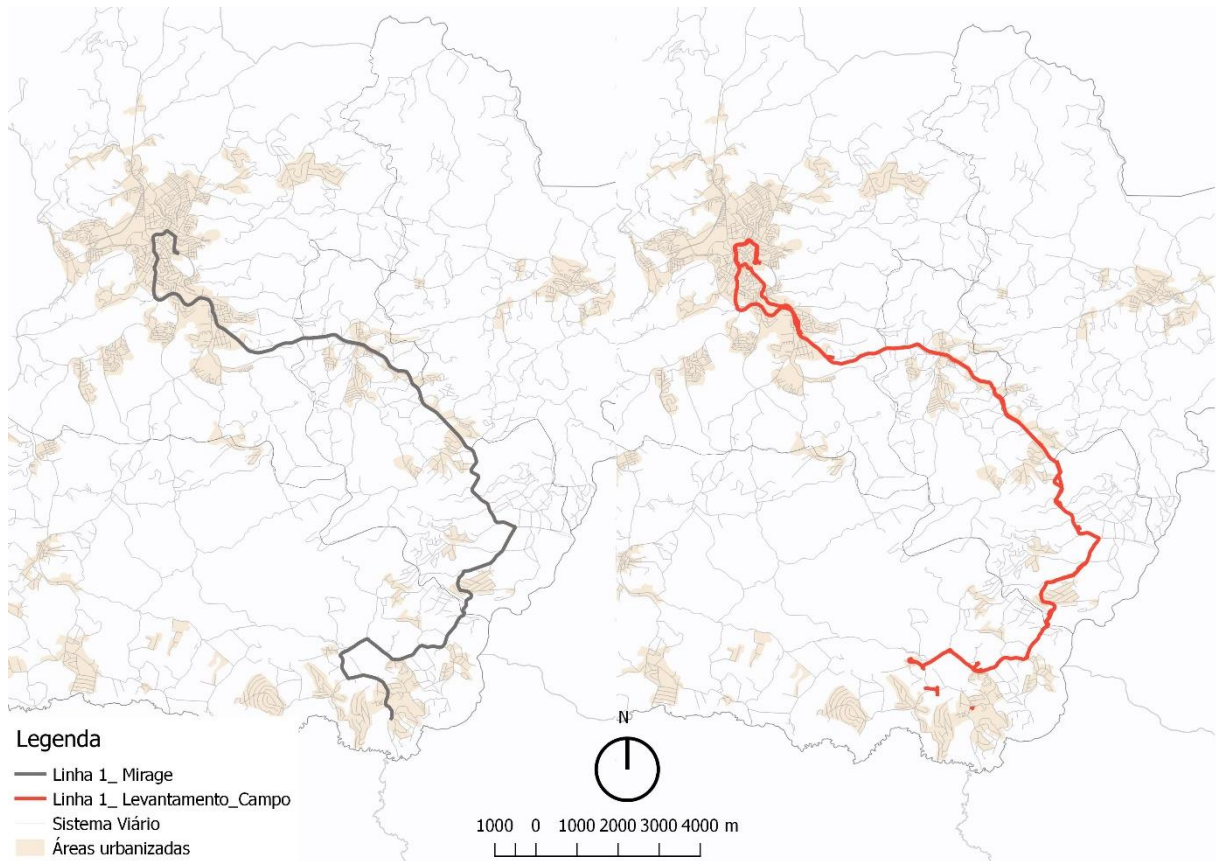 Legenda
Linha 1_ Mirage
Linha 1_ Levantamento_Campo
Sistema Viário
Áreas urbanizadas
N
1000 0 1000 2000 3000 4000 m